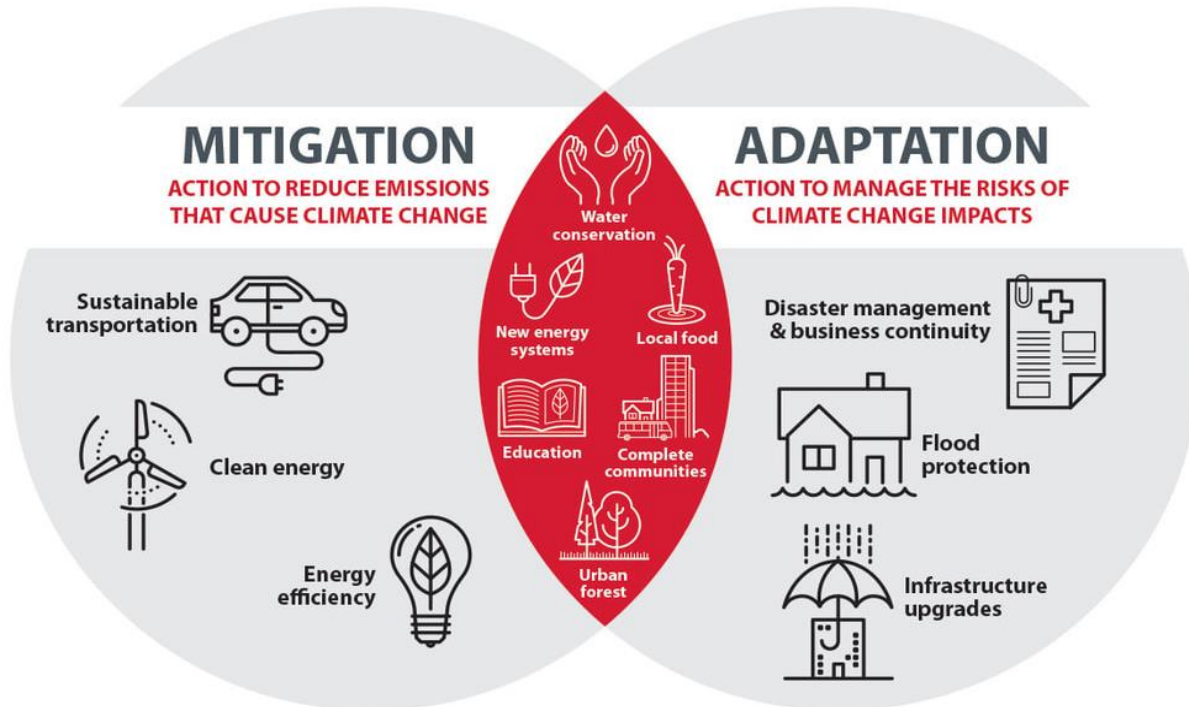 MITIGATION
ACTION TO REDUCE EMISSIONS
THAT CAUSE CLIMATE CHANGE
Sustainable
transportation
Clean energy
Energy
efficiency
Water
conservation
New energy
systems
Local food
Education
Complete
communities
Urban
forest
ADAPTATION
ACTION TO MANAGE THE RISKS OF
CLIMATE CHANGE IMPACTS
Disaster management
& business continuity
Flood
protection
Infrastructure
upgrades